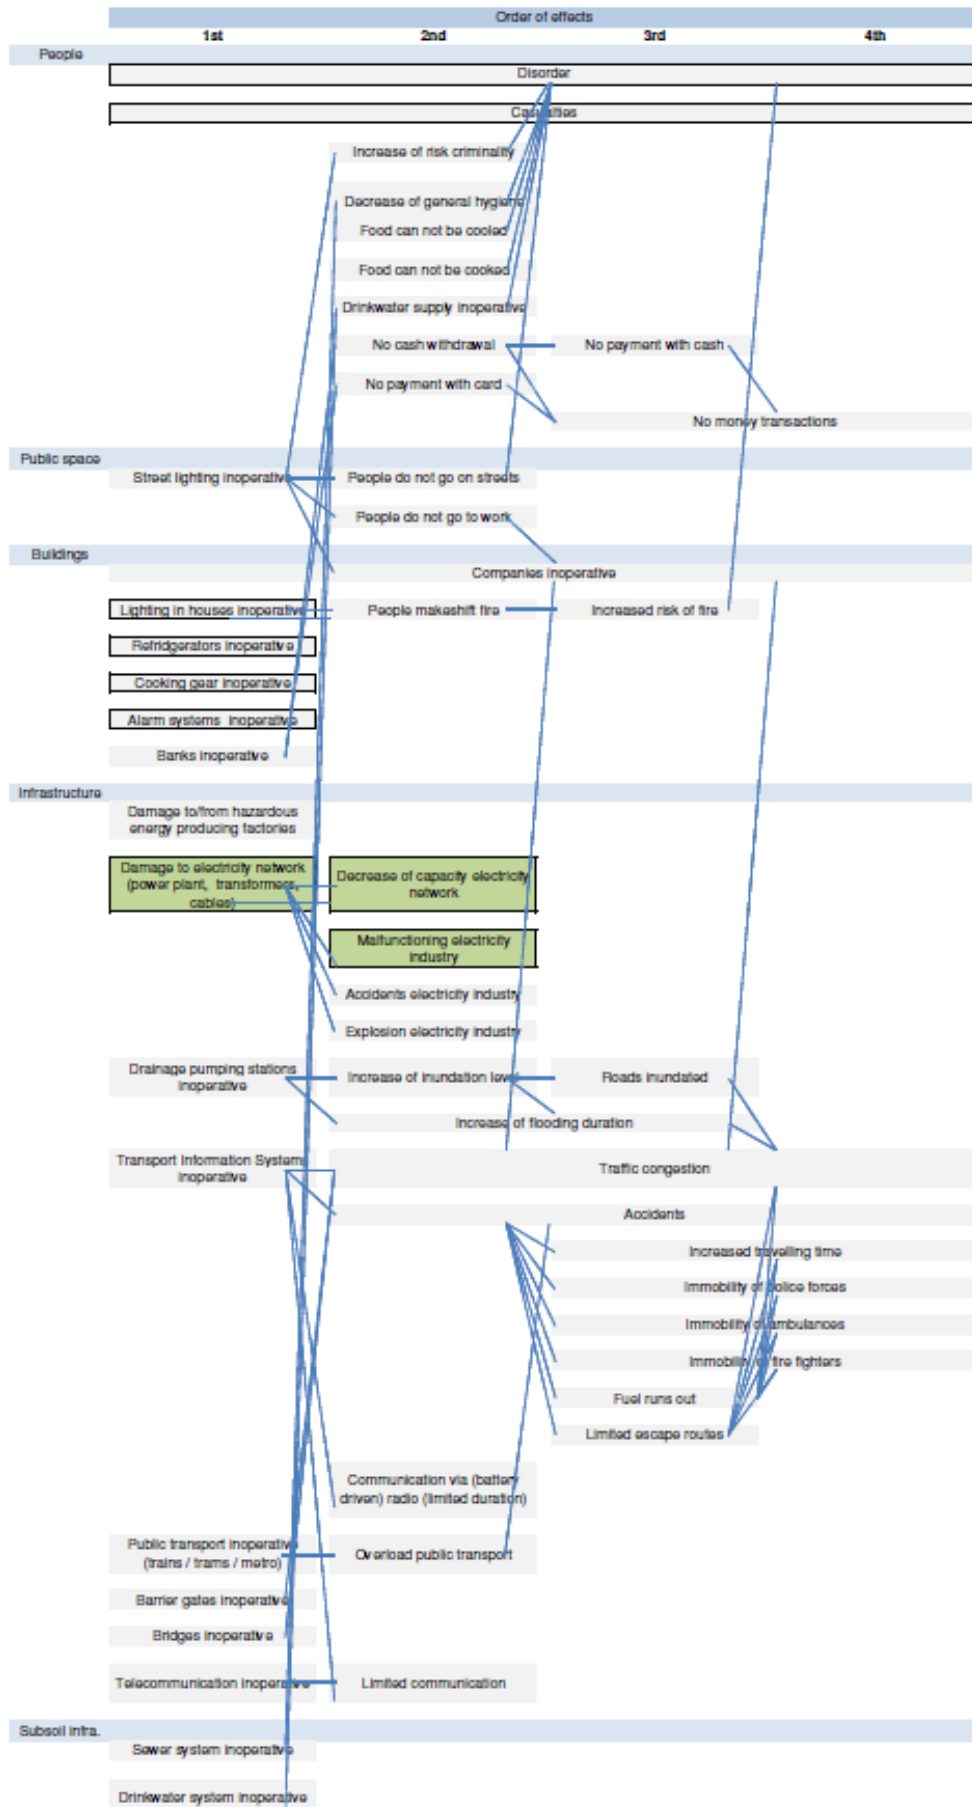 Order of effects
1st 2nd 3rd 4th
People
Disorder
Casualties
Increase of risk criminality
Decrease of general hygiene
Food can not be cooled
Food can not be cooked
Drinkwater supply inoperative
No cash withdrawal No payment with cash
No payment with card
No money transactions
Public space
Street lighting inoperative People do not go on streets
People do not go to work
Buildings
Companies inoperative
Lighting in houses inoperative People makeshift fire Increased risk of fire
Refridgerators inoperative
Cooking gear inoperative
Alarm systems inoperative
Banks inoperative
Infrastructure
Damage to/from hazardous
energy producing factories
Damage to electricity network
(power plant, transformers,
cables)
Decrease of capacity electricity
network
Malfunctioning electricity
industry
Accidents electricity industry
Explosion electricity industry
Drainage pumping stations
inoperative
Increase of inundation level Roads inundated
Increase of flooding duration
Transport Information System
inoperative
Traffic congestion
Accidents
Increased travelling time
Immobility of police forces
Immobility of ambulances
Immobility of fire fighters
Fuel runs out
Limited escape routes
Communication via (battery
driven) radio (limited duration)
Public transport inoperative
(trains / trams / metro)
Overload public transport
Barrier gates inoperative
Bridges inoperative
Telecommunication inoperative Limited communication
Subsoil infra.
Sewer system inoperative
Drinkwater system inoperative